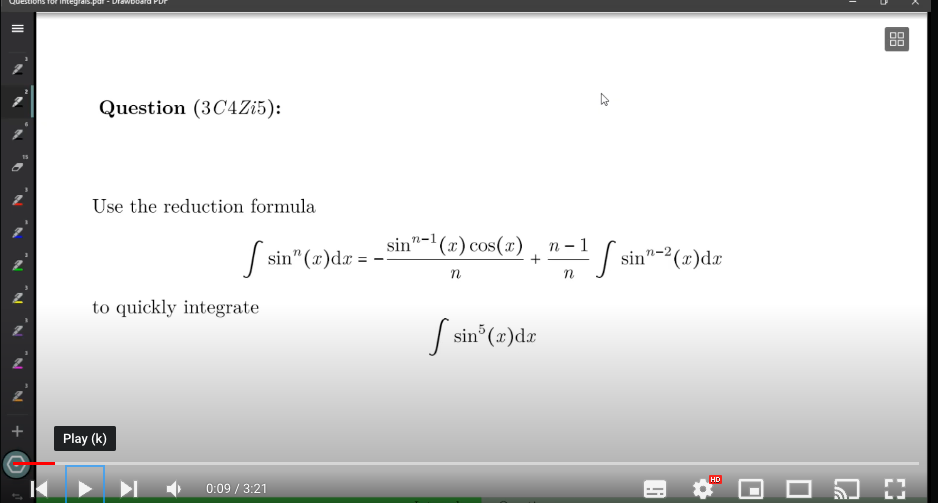 Questions for integrals.pdf - Drawboard PDF
Question (3C4Zi5):
Use the reduction formula
∫ sinⁿ(x)dx = − sinⁿ⁻¹(x) cos(x) / n + n − 1 / n ∫ sinⁿ⁻²(x)dx
to quickly integrate
∫ sin⁵(x)dx
Play (k)
0:09 / 3:21
HD